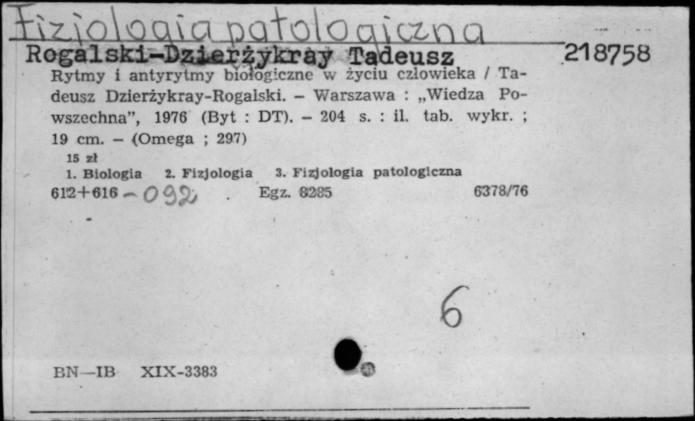 Fizjologia patologiczna
Rogalski-Dzierżykray Tadeusz 218758
Rytmy i antyrytmy biologiczne w życiu człowieka / Ta-
deusz Dzierżykray-Rogalski. — Warszawa : „Wiedza Po-
wszechna”, 1976 (Byt : DT). — 204 s. : il. tab. wykr. ;
19 cm. — (Omega ; 297)
15 zł
1. Biologia 2. Fizjologia 3. Fizjologia patologiczna
612+616 — 092. Egz. 8285 6378/76
6
BN—IB XIX-3383